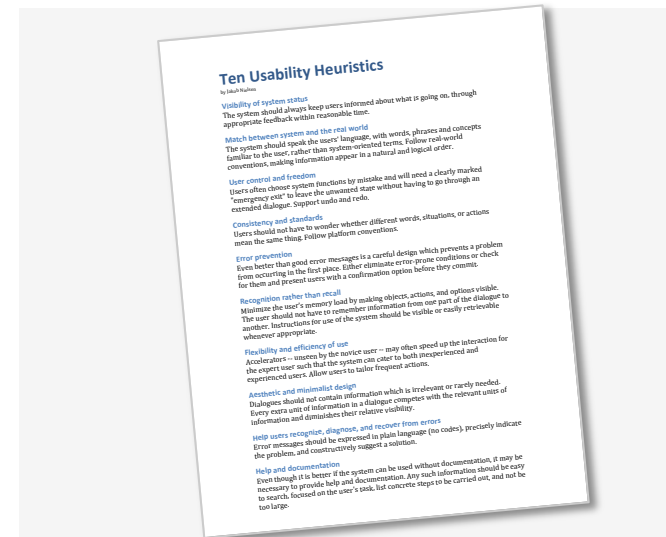 Ten Usability Heuristics
by Jakob Nielsen
Visibility of system status
The system should always keep users informed about what is going on, through
appropriate feedback within reasonable time.
Match between system and the real world
The system should speak the users' language, with words, phrases and concepts
familiar to the user, rather than system-oriented terms. Follow real-world
conventions, making information appear in a natural and logical order.
User control and freedom
Users often choose system functions by mistake and will need a clearly marked
"emergency exit" to leave the unwanted state without having to go through an
extended dialogue. Support undo and redo.
Consistency and standards
Users should not have to wonder whether different words, situations, or actions
mean the same thing. Follow platform conventions.
Error prevention
Even better than good error messages is a careful design which prevents a problem
from occurring in the first place. Either eliminate error-prone conditions or check
for them and present users with a confirmation option before they commit.
Recognition rather than recall
Minimize the user's memory load by making objects, actions, and options visible.
The user should not have to remember information from one part of the dialogue to
another. Instructions for use of the system should be visible or easily retrievable
whenever appropriate.
Flexibility and efficiency of use
Accelerators -- unseen by the novice user -- may often speed up the interaction for
the expert user such that the system can cater to both inexperienced and
experienced users. Allow users to tailor frequent actions.
Aesthetic and minimalist design
Dialogues should not contain information which is irrelevant or rarely needed.
Every extra unit of information in a dialogue competes with the relevant units of
information and diminishes their relative visibility.
Help users recognize, diagnose, and recover from errors
Error messages should be expressed in plain language (no codes), precisely indicate
the problem, and constructively suggest a solution.
Help and documentation
Even though it is better if the system can be used without documentation, it may be
necessary to provide help and documentation. Any such information should be easy
to search, focused on the user's task, list concrete steps to be carried out, and not be
too large.